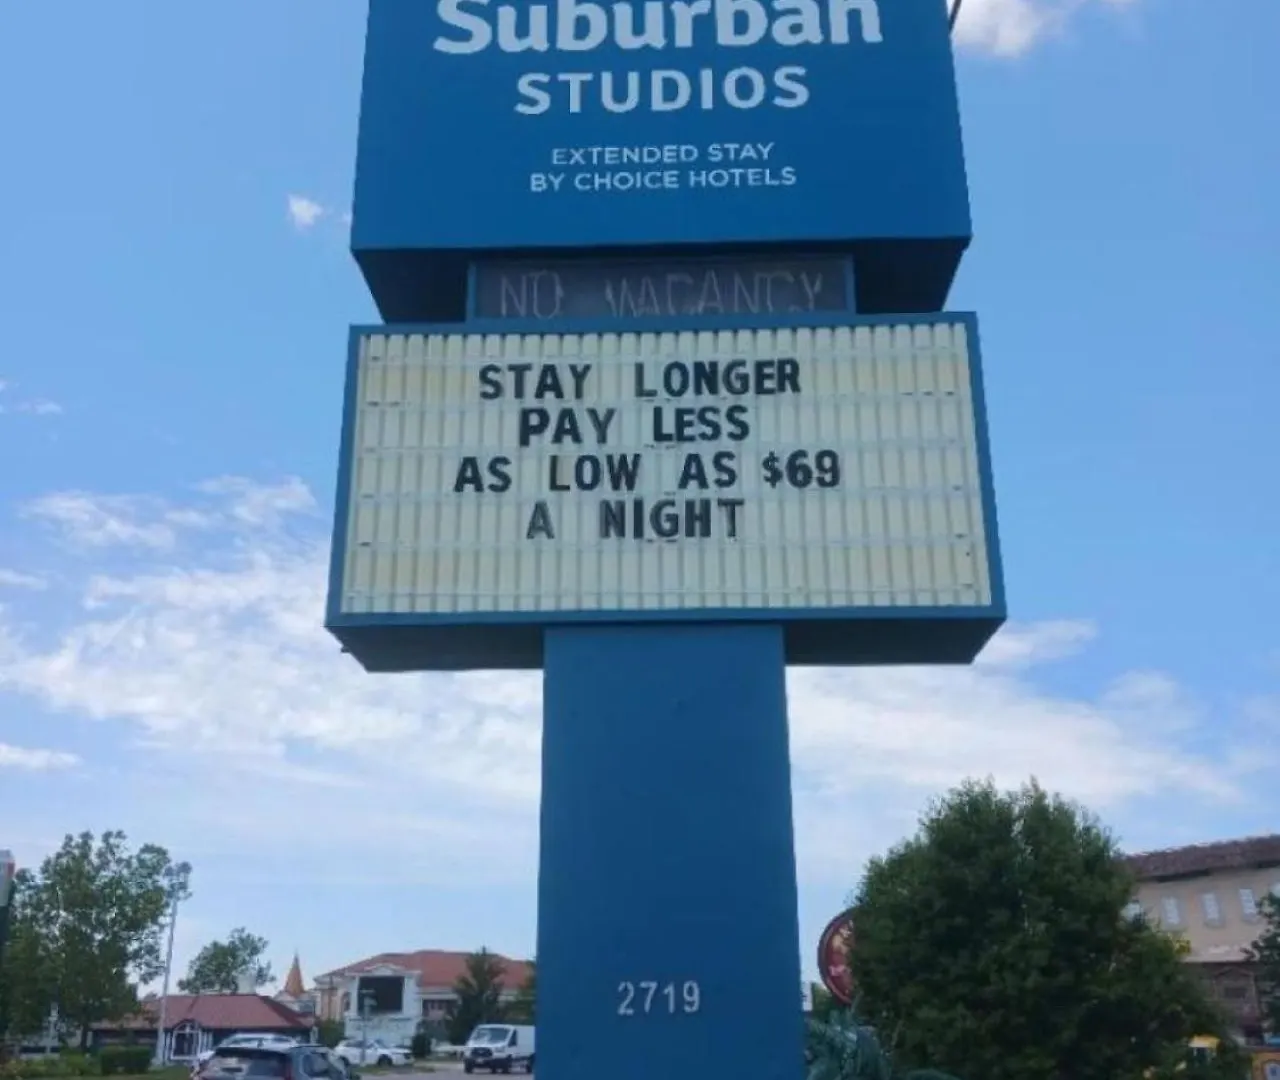 Suburban
STUDIOS
EXTENDED STAY
BY CHOICE HOTELS
NO VACANCY
STAY LONGER
PAY LESS
AS LOW AS $69
A NIGHT
2719